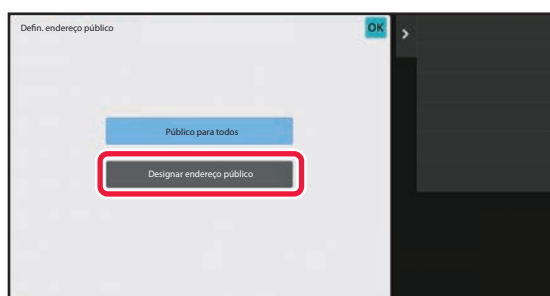 Defin. endereço público
OK
Público para todos
Designar endereço público